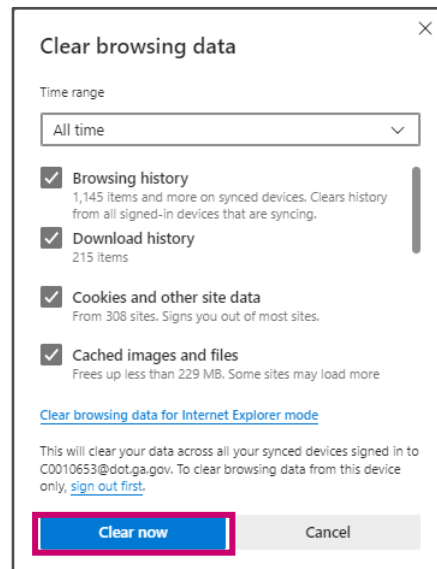 Clear browsing data
Time range
All time
Browsing history
1,145 items and more on synced devices. Clears history
from all signed-in devices that are syncing.
Download history
215 items
Cookies and other site data
From 308 sites. Signs you out of most sites.
Cached images and files
Frees up less than 229 MB. Some sites may load more
Clear browsing data for Internet Explorer mode
This will clear your data across all your synced devices signed in to
C0010653@dot.ga.gov. To clear browsing data from this device
only, sign out first.
Clear now
Cancel